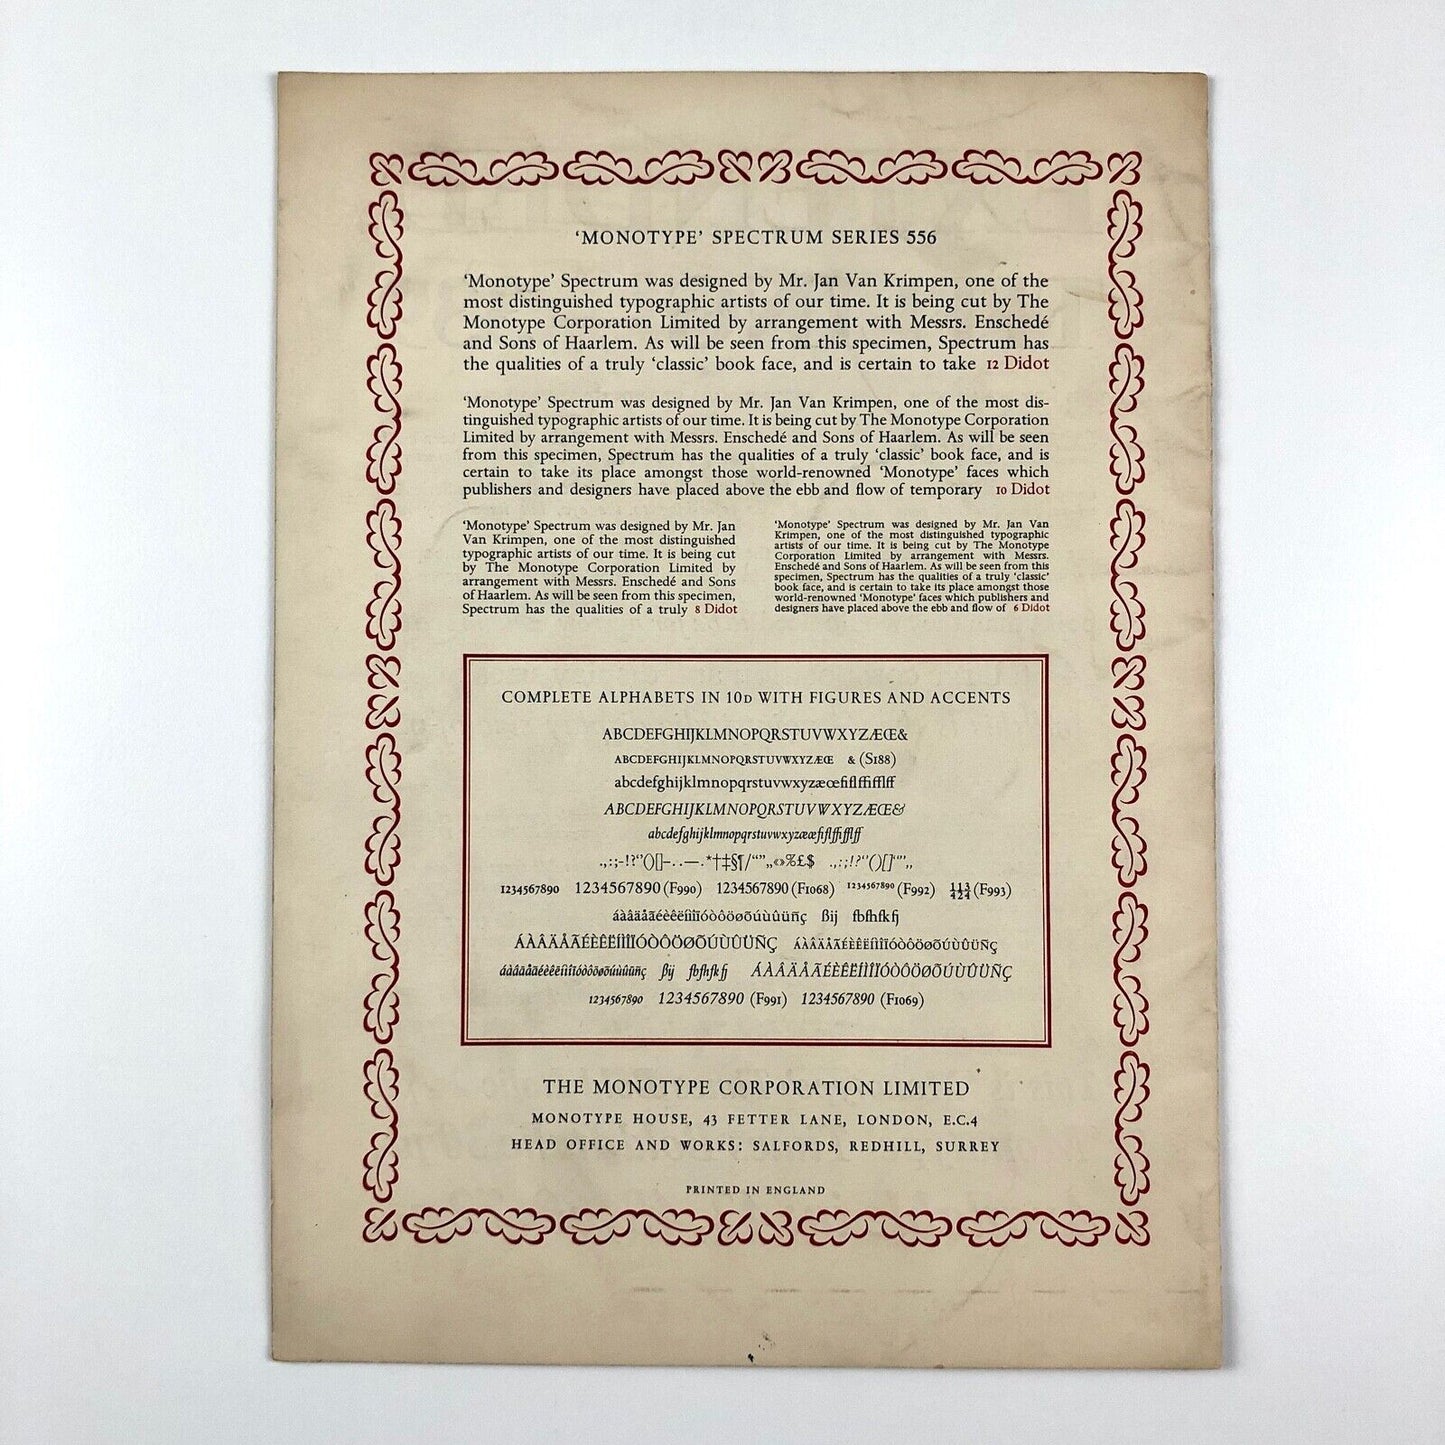 ‘MONOTYPE’ SPECTRUM SERIES 556
‘Monotype’ Spectrum was designed by Mr. Jan Van Krimpen, one of the
most distinguished typographic artists of our time. It is being cut by The
Monotype Corporation Limited by arrangement with Messrs. Enschedé
and Sons of Haarlem. As will be seen from this specimen, Spectrum has
the qualities of a truly ‘classic’ book face, and is certain to take 12 Didot
‘Monotype’ Spectrum was designed by Mr. Jan Van Krimpen, one of the most dis-
tinguished typographic artists of our time. It is being cut by The Monotype Corporation
Limited by arrangement with Messrs. Enschedé and Sons of Haarlem. As will be seen
from this specimen, Spectrum has the qualities of a truly ‘classic’ book face, and is
certain to take its place amongst those world-renowned ‘Monotype’ faces which
publishers and designers have placed above the ebb and flow of temporary 10 Didot
‘Monotype’ Spectrum was designed by Mr. Jan
Van Krimpen, one of the most distinguished
typographic artists of our time. It is being cut
by The Monotype Corporation Limited by
arrangement with Messrs. Enschedé and Sons
of Haarlem. As will be seen from this specimen,
Spectrum has the qualities of a truly 8 Didot
‘Monotype’ Spectrum was designed by Mr. Jan Van
Krimpen, one of the most distinguished typographic
artists of our time. It is being cut by The Monotype
Corporation Limited by arrangement with Messrs.
Enschedé and Sons of Haarlem. As will be seen from this
specimen, Spectrum has the qualities of a truly ‘classic’
book face, and is certain to take its place amongst those
world-renowned ‘Monotype’ faces which publishers and
designers have placed above the ebb and flow of 6 Didot
COMPLETE ALPHABETS IN 10D WITH FIGURES AND ACCENTS
ABCDEFGHIJKLMNOPQRSTUVWXYZÆŒ&
ABCDEFGHIJKLMNOPQRSTUVWXYZÆŒ & (S188)
abcdefghijklmnopqrstuvwxyzæœfiflffifflff
ABCDEFGHIJKLMNOPQRSTUVWXYZÆŒ&
abcdefghijklmnopqrstuvwxyzæœfiflffifflff
.,:;-!?‘’()[]–..—.*†‡§¶/“”„«»%£$ .,:;!?‘’()[]“”„
1234567890 1234567890 (F990) 1234567890 (F1068) 1234567890 (F992) 1/4 1/2 3/4 (F993)
áàâäåãéèêëíìîïóòôöøõúùûüñç ßij fbfhfkfj
ÁÀÂÄÅÃÉÈÊËÍÌÎÏÓÒÔÖØÕÚÙÛÜÑÇ ÁÀÂÄÅÃÉÈÊËÍÌÎÏÓÒÔÖØÕÚÙÛÜÑÇ
áàâäåãéèêëíìîïóòôöøõúùûüñç ßij fbfhfkfj ÁÀÂÄÅÃÉÈÊËÍÌÎÏÓÒÔÖØÕÚÙÛÜÑÇ
1234567890 1234567890 (F991) 1234567890 (F1069)
THE MONOTYPE CORPORATION LIMITED
MONOTYPE HOUSE, 43 FETTER LANE, LONDON, E.C.4
HEAD OFFICE AND WORKS: SALFORDS, REDHILL, SURREY
PRINTED IN ENGLAND